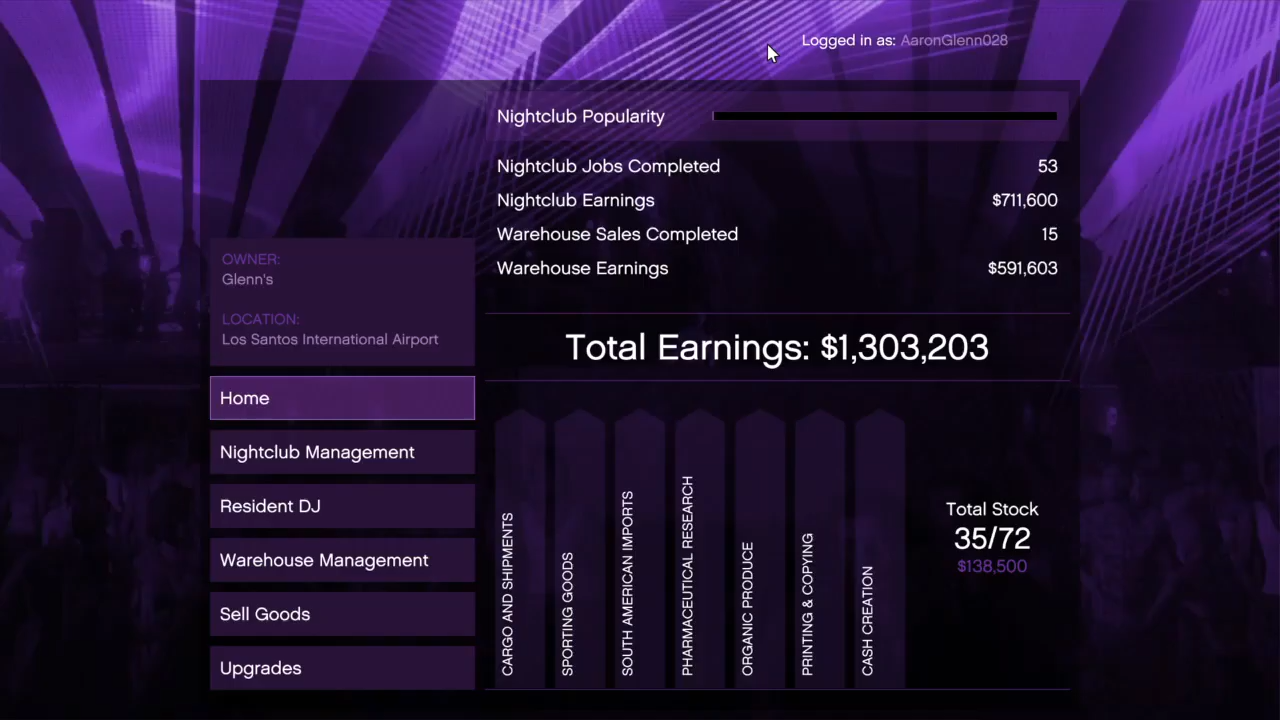 Logged in as: AaronGlenn028
Nightclub Popularity
Nightclub Jobs Completed 53
Nightclub Earnings $711,600
Warehouse Sales Completed 15
Warehouse Earnings $591,603
Total Earnings: $1,303,203
OWNER:
Glenn's
LOCATION:
Los Santos International Airport
Home
Nightclub Management
Resident DJ
Warehouse Management
Sell Goods
Upgrades
CARGO AND SHIPMENTS
SPORTING GOODS
SOUTH AMERICAN IMPORTS
PHARMACEUTICAL RESEARCH
ORGANIC PRODUCE
PRINTING & COPYING
CASH CREATION
Total Stock
35/72
$138,500